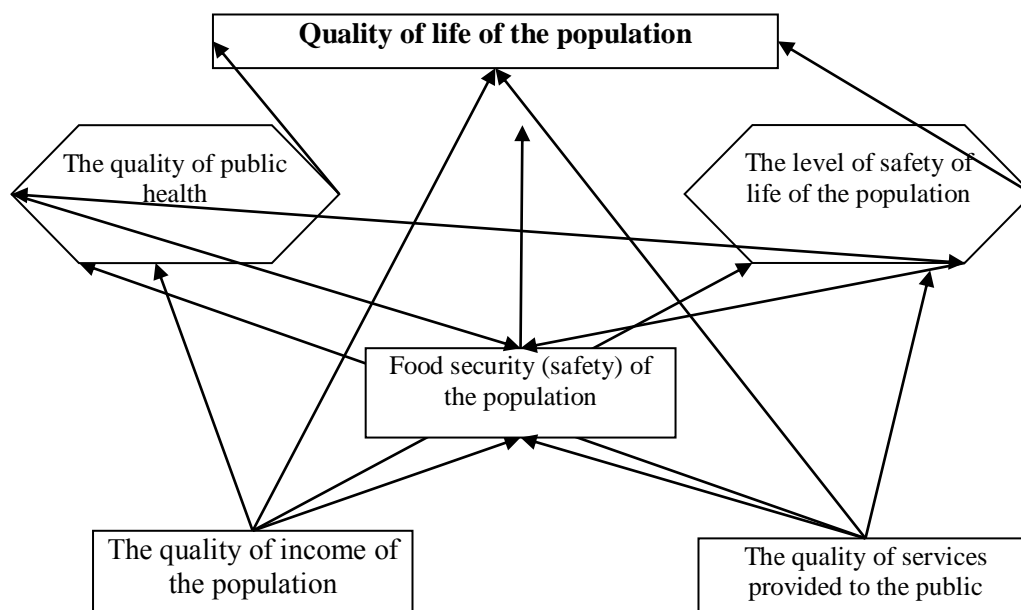 Quality of life of the population
The quality of public
health
The level of safety of
life of the population
Food security (safety) of
the population
The quality of income of
the population
The quality of services
provided to the public